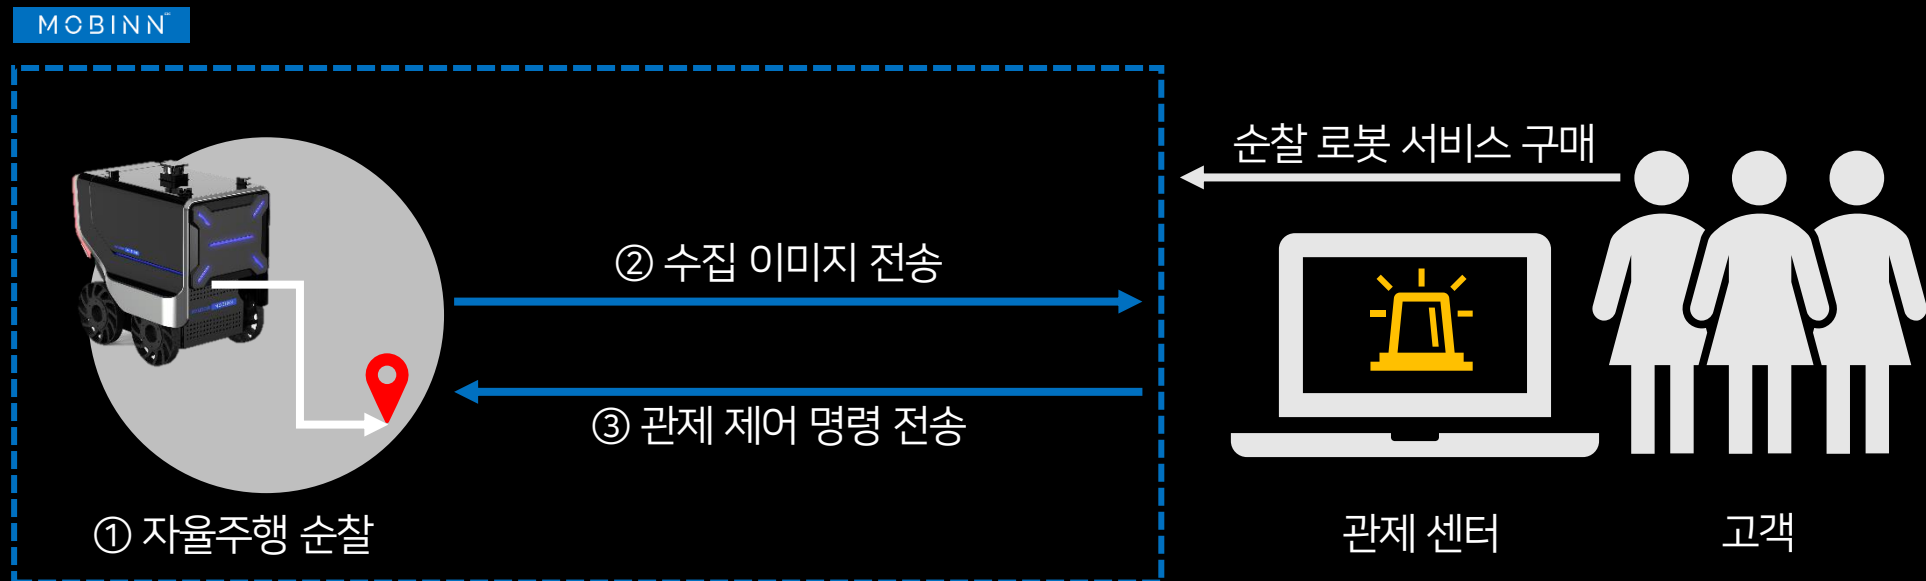 MOBINN
순찰 로봇 서비스 구매
② 수집 이미지 전송
③ 관제 제어 명령 전송
① 자율주행 순찰
관제 센터
고객